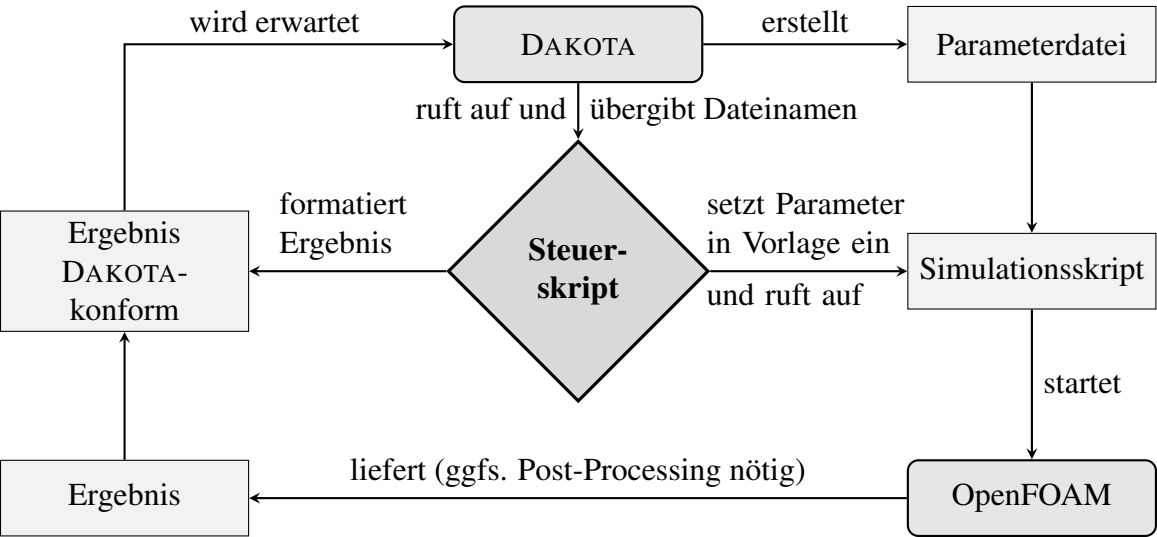 wird erwartet
DAKOTA
erstellt
Parameterdatei
ruft auf und übergibt Dateinamen
formatiert
Ergebnis
setzt Parameter
in Vorlage ein
und ruft auf
Ergebnis
DAKOTA-
konform
Steuer-
skript
Simulationsskript
startet
Ergebnis
liefert (ggfs. Post-Processing nötig)
OpenFOAM